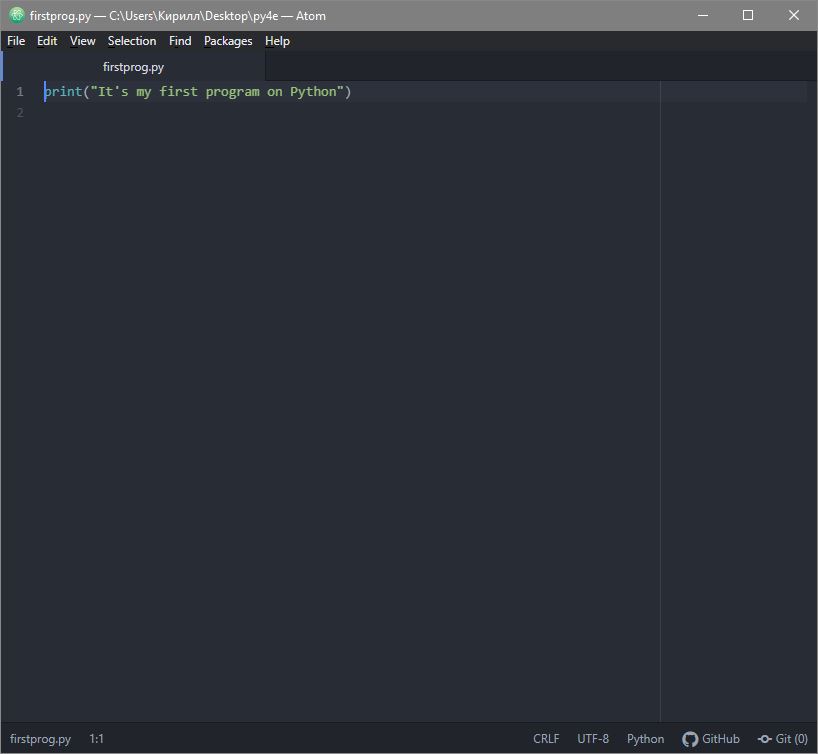 firstprog.py — C:\Users\Кирилл\Desktop\py4e — Atom
File Edit View Selection Find Packages Help
firstprog.py
1 print("It's my first program on Python")
2
firstprog.py 1:1 CRLF UTF-8 Python GitHub Git (0)